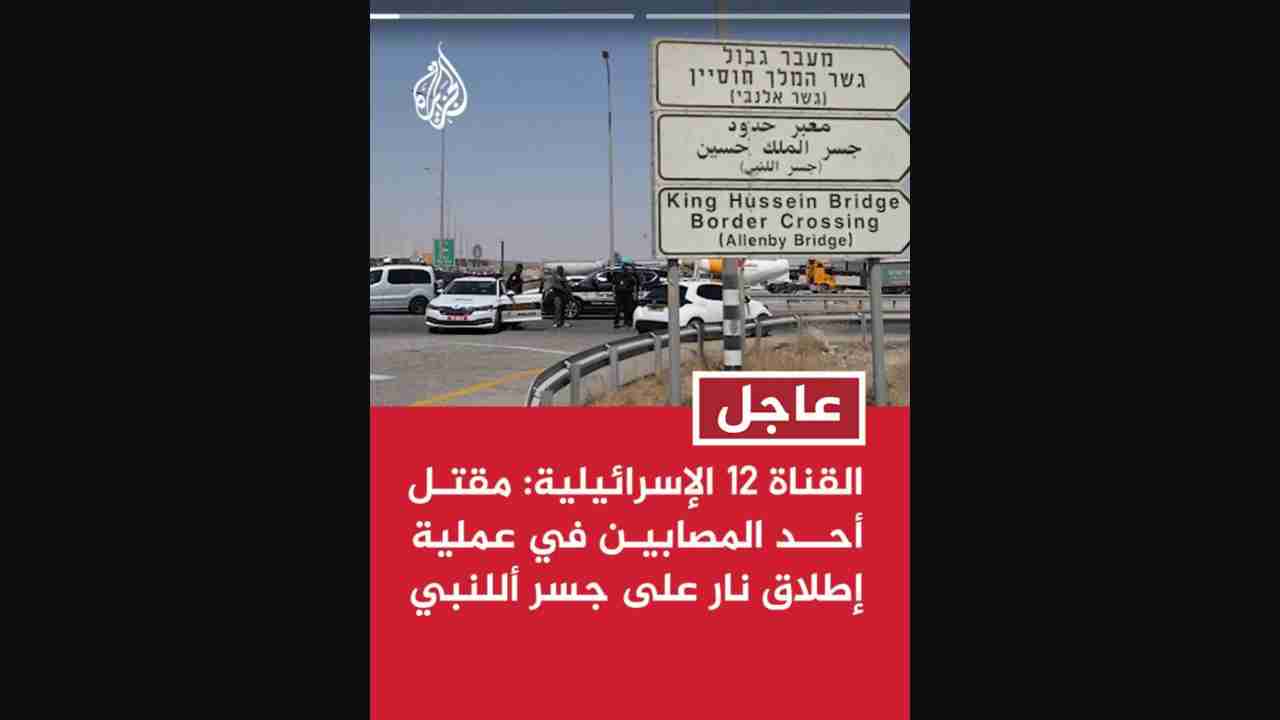 الجزيرة
מעבר גבול
גשר המלך חוסיין
(גשר אלנבי)
معبر حدود
جسر الملك حسين
(جسر اللنبي)
King Hussein Bridge
Border Crossing
(Allenby Bridge)
عاجل
القناة 12 الإسرائيلية: مقتل
أحد المصابين في عملية
إطلاق نار على جسر أللنبي